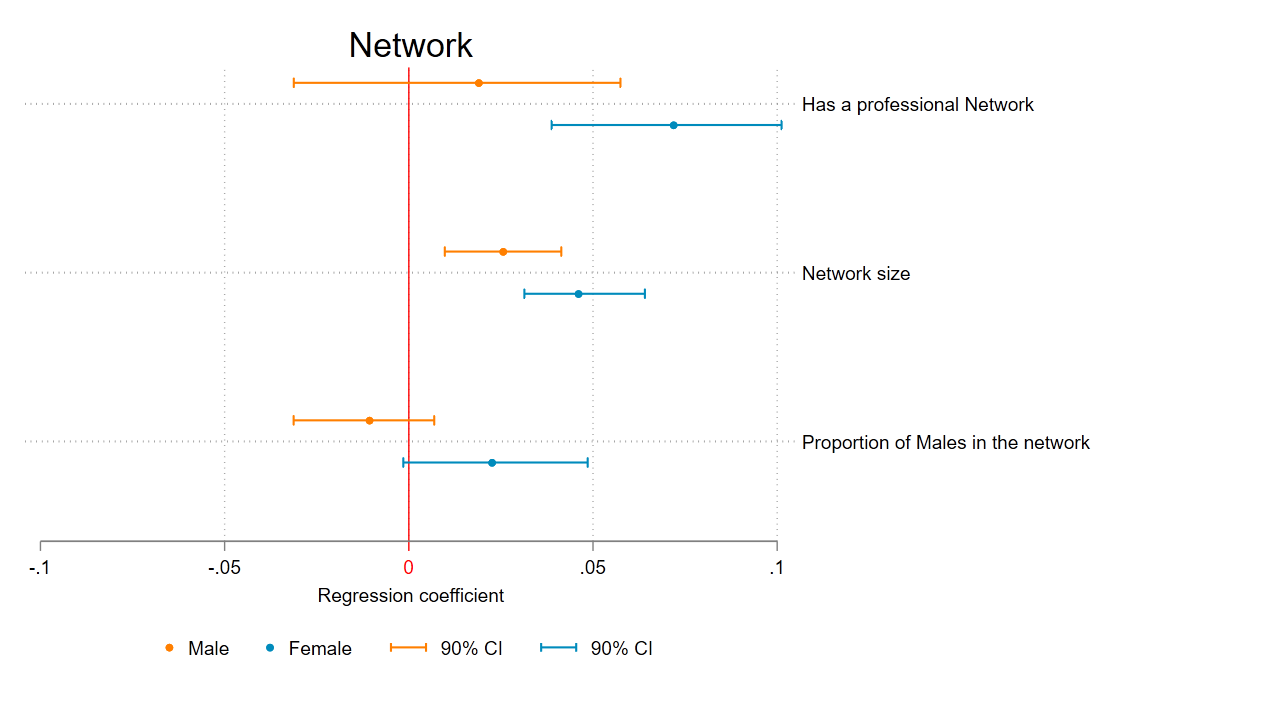 Network
Has a professional Network
Network size
Proportion of Males in the network
-.1 -.05 0 .05 .1
Regression coefficient
Male Female 90% CI 90% CI